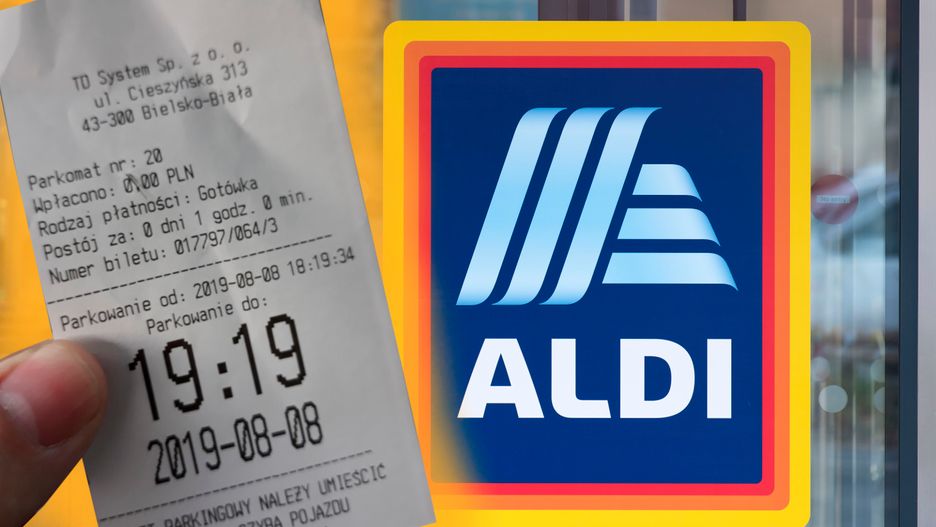 TD System Sp. z o. o.
ul. Cieszyńska 313
43-300 Bielsko-Biała
Parkomat nr: 20
Wpłacono: 0,00 PLN
Rodzaj płatności: Gotówka
Postój za: 0 dni 1 godz. 0 min.
Numer biletu: 017797/064/3
Parkowanie od: 2019-08-08 18:19:34
Parkowanie do:
19:19
2019-08-08
PARKINGOWY NALEŻY UMIEŚCIĆ
POJAZDU
ALDI